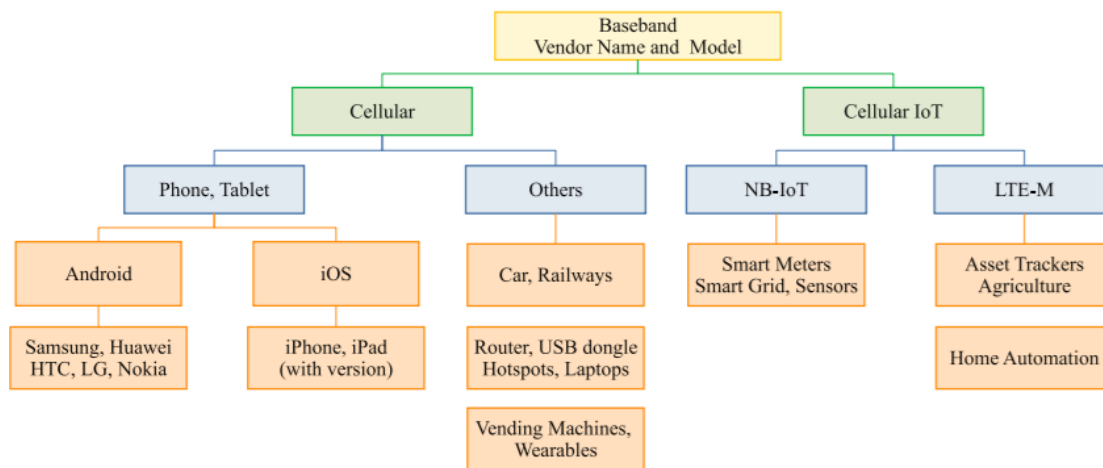 Baseband
Vendor Name and Model
Cellular
Cellular IoT
Phone, Tablet
Others
NB-IoT
LTE-M
Android
iOS
Car, Railways
Smart Meters
Smart Grid, Sensors
Asset Trackers
Agriculture
Samsung, Huawei
HTC, LG, Nokia
iPhone, iPad
(with version)
Router, USB dongle
Hotspots, Laptops
Home Automation
Vending Machines,
Wearables